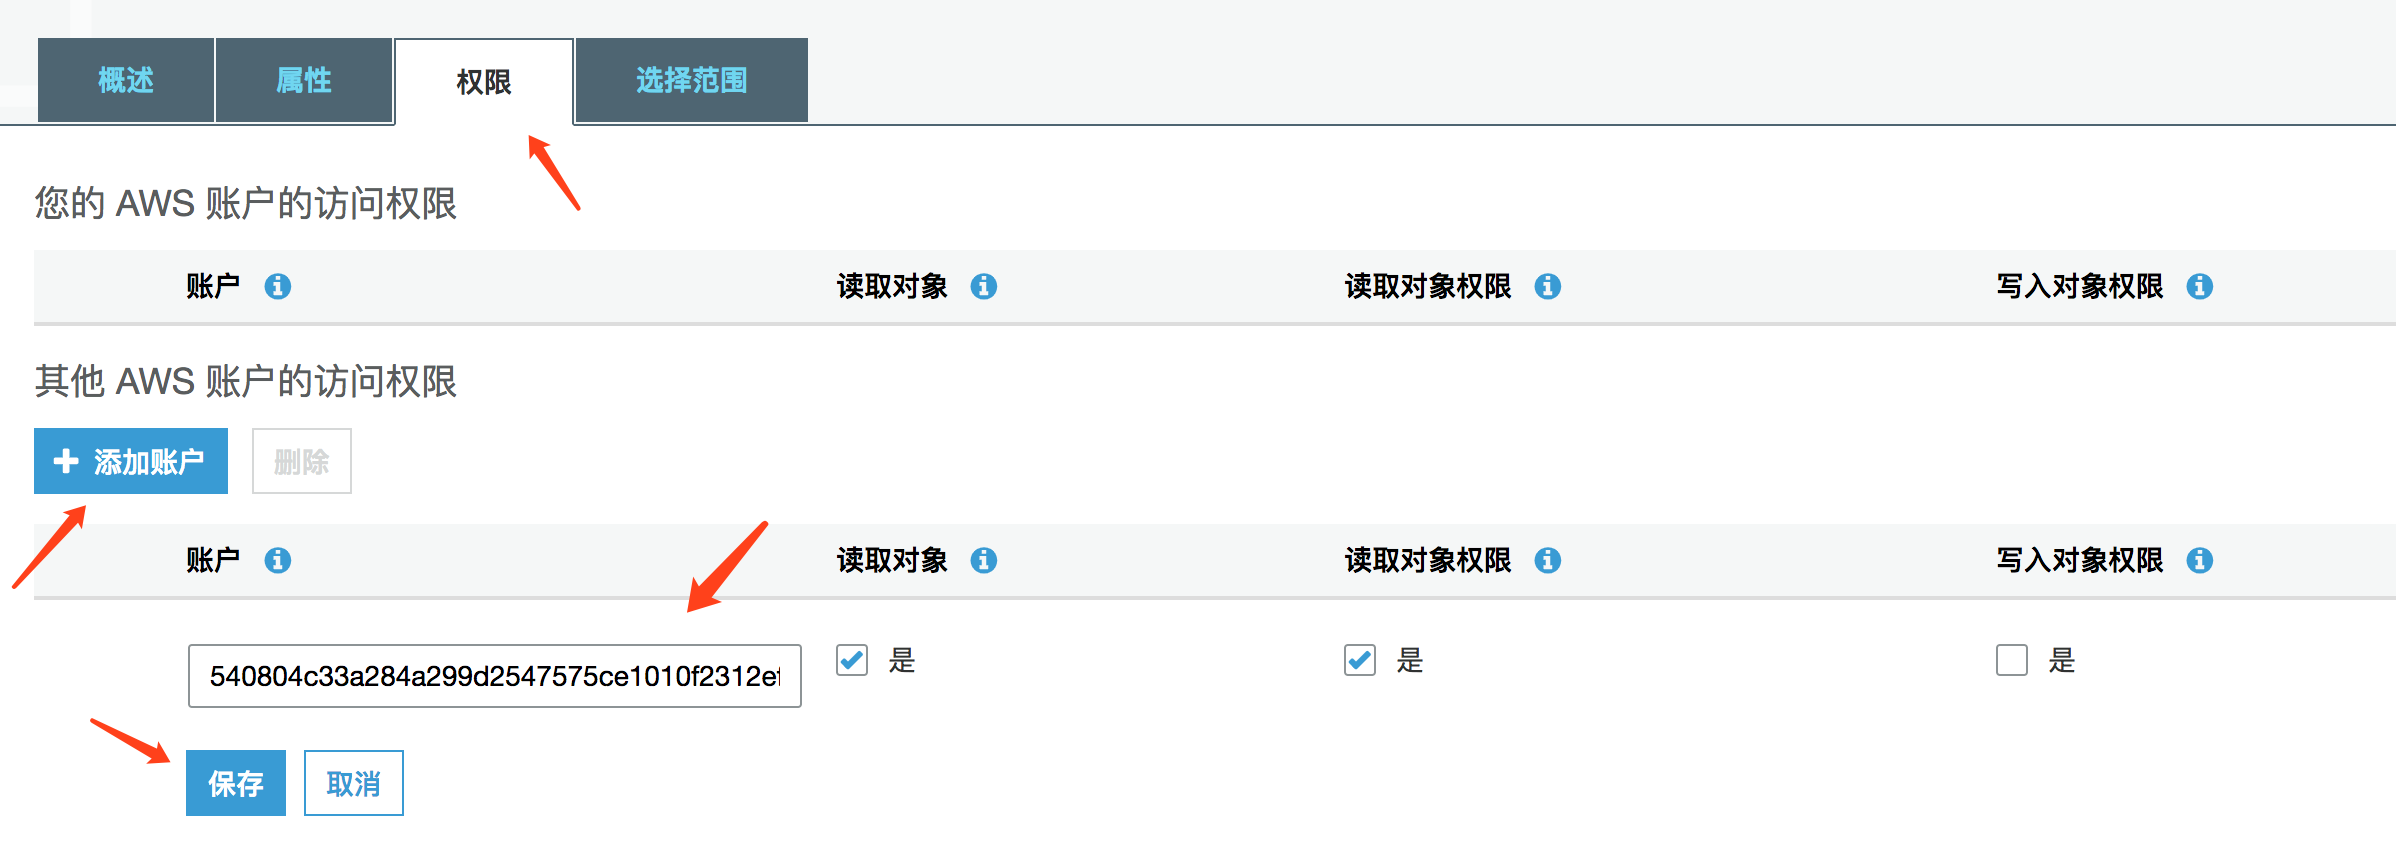 概述 属性 权限 选择范围
您的 AWS 账户的访问权限
账户 读取对象 读取对象权限 写入对象权限
其他 AWS 账户的访问权限
添加账户 删除
账户 读取对象 读取对象权限 写入对象权限
540804c33a284a299d2547575ce1010f2312e 是 是 是
保存 取消